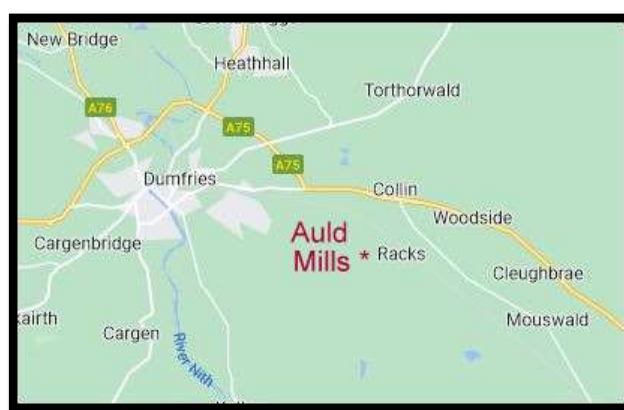 New Bridge
Heathhall
Torthorwald
A76
A75
A75
Dumfries
Collin
Woodside
Auld
Mills * Racks
Cargenbridge
Cleughbrae
Mouswald
Cargen
River Nith